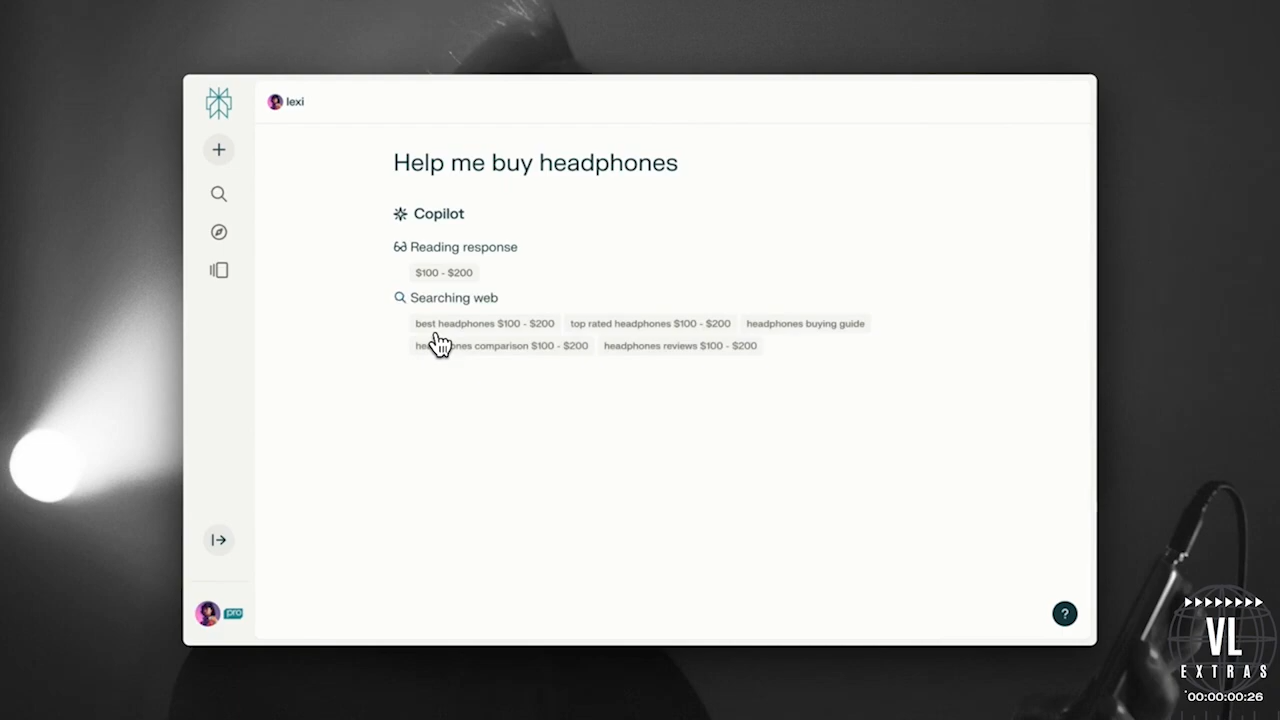 lexi
Help me buy headphones
Copilot
Reading response
$100 - $200
Searching web
best headphones $100 - $200 top rated headphones $100 - $200 headphones buying guide
comparison $100 - $200 headphones reviews $100 - $200
pro
?
VL
EXTRAS
00:00:00:26